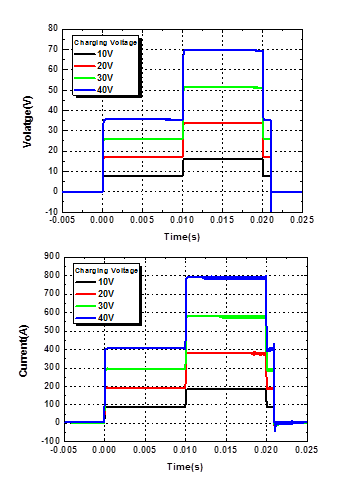 80
70
60
50
40
30
20
10
0
-10
Volatge(V)
Charging Voltage
10V
20V
30V
40V
-0.005 0.000 0.005 0.010 0.015 0.020 0.025
Time(s)
900
800
700
600
500
400
300
200
100
0
-100
Current(A)
Charging Voltage
10V
20V
30V
40V
-0.005 0.000 0.005 0.010 0.015 0.020 0.025
Time(s)